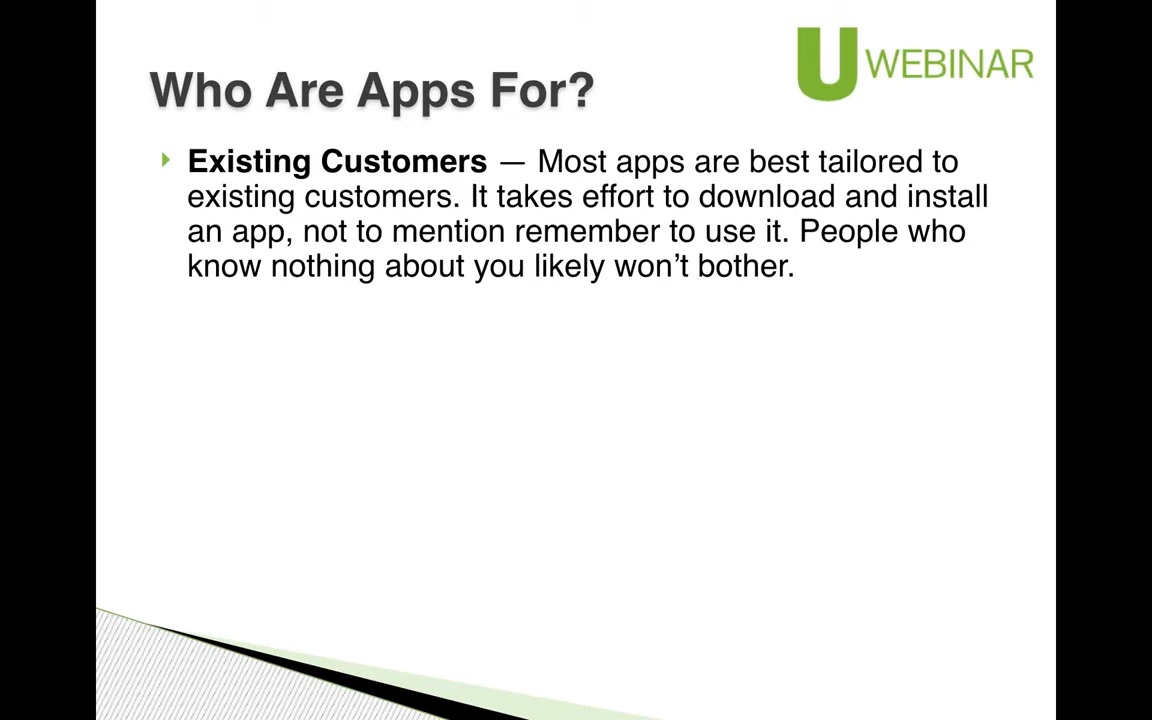 U WEBINAR
Who Are Apps For?
Existing Customers — Most apps are best tailored to
existing customers. It takes effort to download and install
an app, not to mention remember to use it. People who
know nothing about you likely won’t bother.